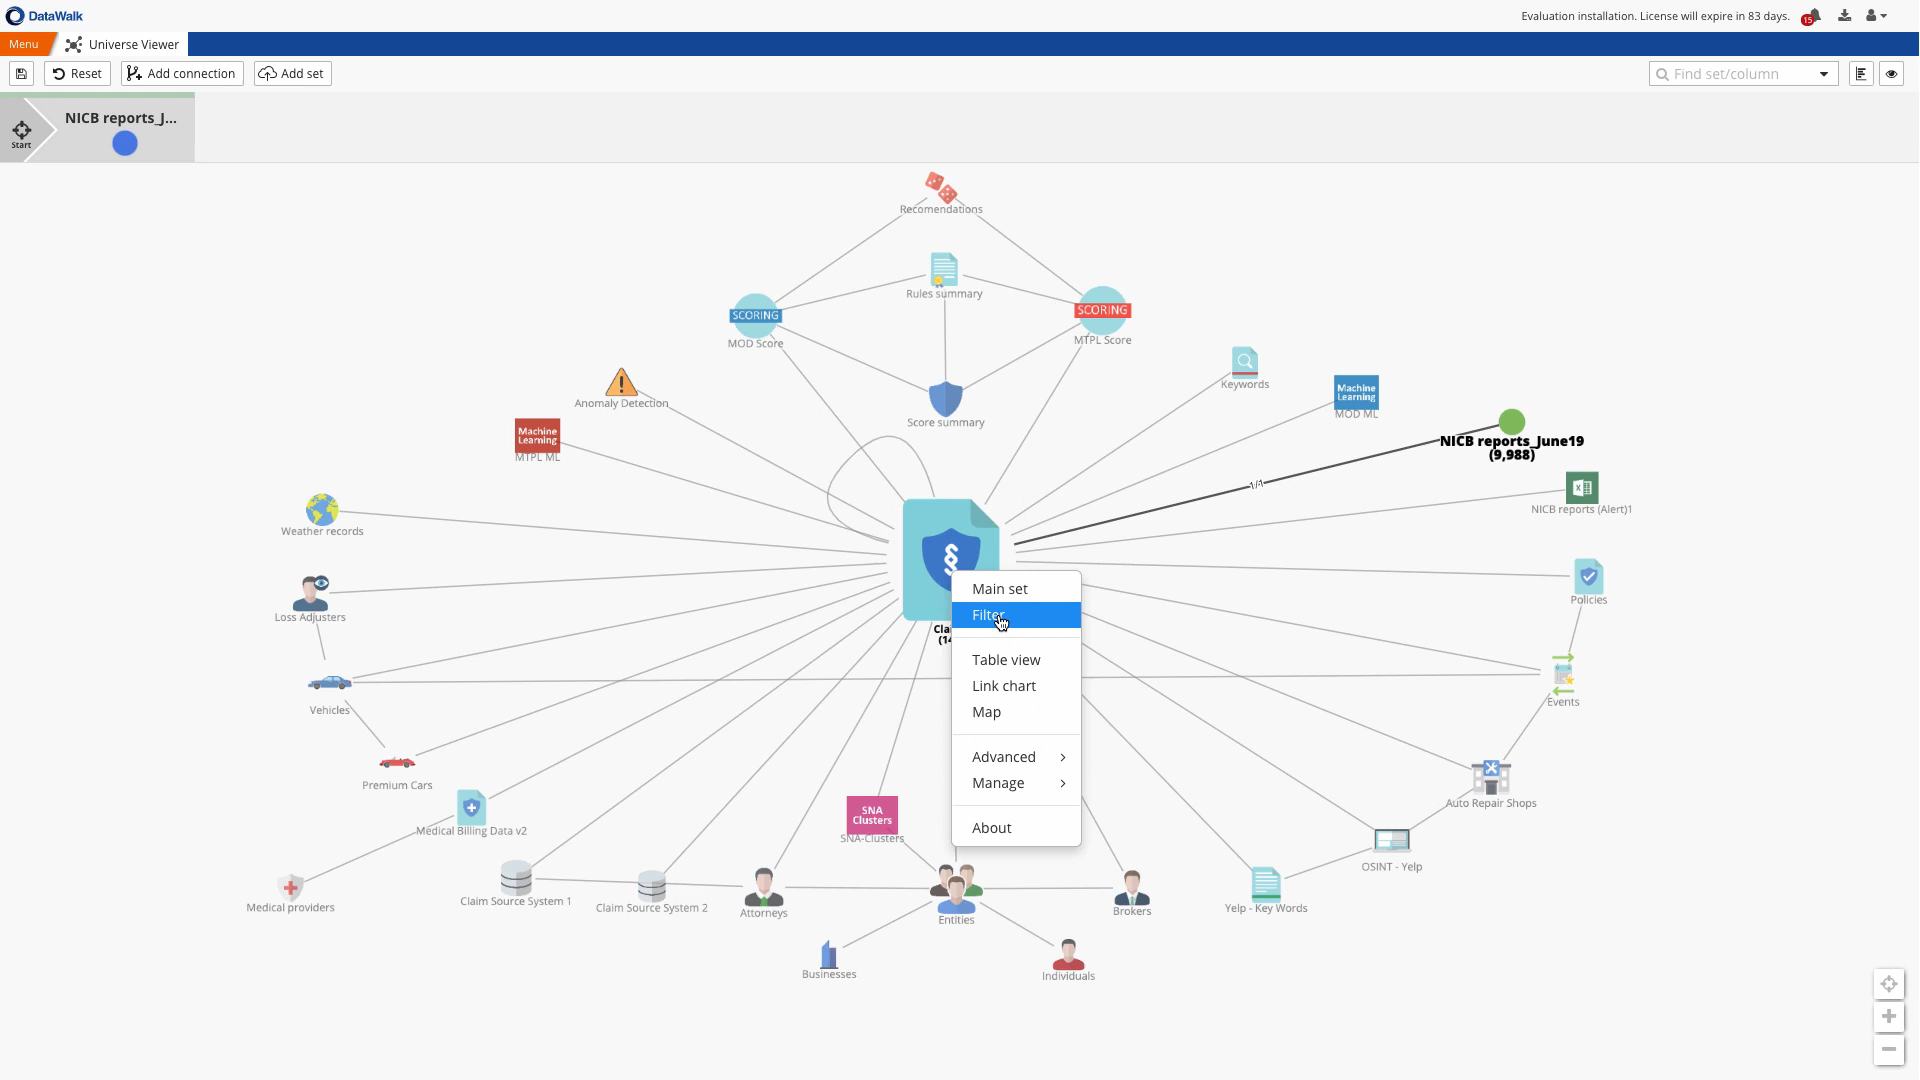 DataWalk
Evaluation installation. License will expire in 83 days.
15
Menu
Universe Viewer
Reset
Add connection
Add set
Find set/column
Start
NICB reports_J...
Recomendations
Rules summary
SCORING
MOD Score
SCORING
MTPL Score
Keywords
Machine
Learning
MOD ML
Anomaly Detection
Score summary
Machine
Learning
MTPL ML
NICB reports_June19
(9,988)
1/1
NICB reports (Alert)1
Weather records
§
Policies
Loss Adjusters
Main set
Filter
Table view
Link chart
Map
Advanced
Manage
About
Vehicles
Events
Premium Cars
Auto Repair Shops
Medical Billing Data v2
SNA
Clusters
SNA-Clusters
OSINT - Yelp
Medical providers
Claim Source System 1
Claim Source System 2
Attorneys
Entities
Brokers
Yelp - Key Words
Businesses
Individuals